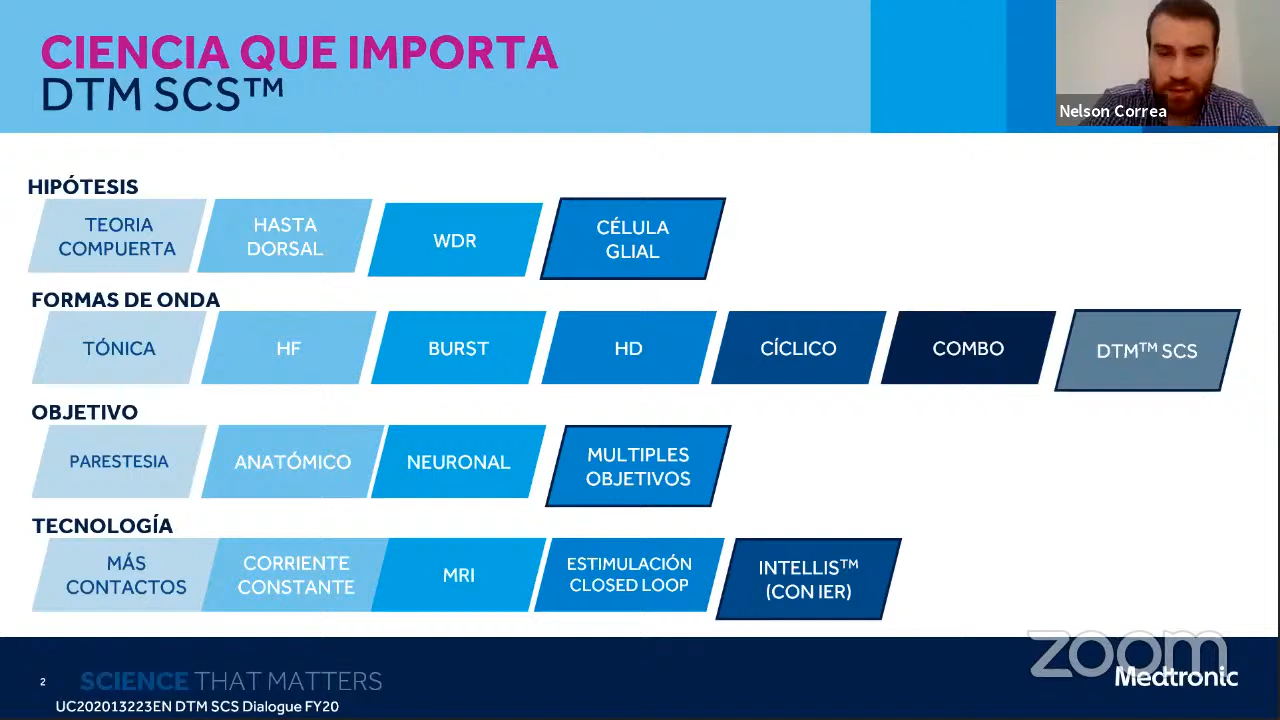 CIENCIA QUE IMPORTA
DTM SCS™
Nelson Correa
HIPÓTESIS
TEORIA
COMPUERTA
HASTA
DORSAL
WDR
CÉLULA
GLIAL
FORMAS DE ONDA
TÓNICA
HF
BURST
HD
CÍCLICO
COMBO
DTM™ SCS
OBJETIVO
PARESTESIA
ANATÓMICO
NEURONAL
MULTIPLES
OBJETIVOS
TECNOLOGÍA
MÁS
CONTACTOS
CORRIENTE
CONSTANTE
MRI
ESTIMULACIÓN
CLOSED LOOP
INTELLIS™
(CON IER)
zoom
Medtronic
2
SCIENCE THAT MATTERS
UC202013223EN DTM SCS Dialogue FY20